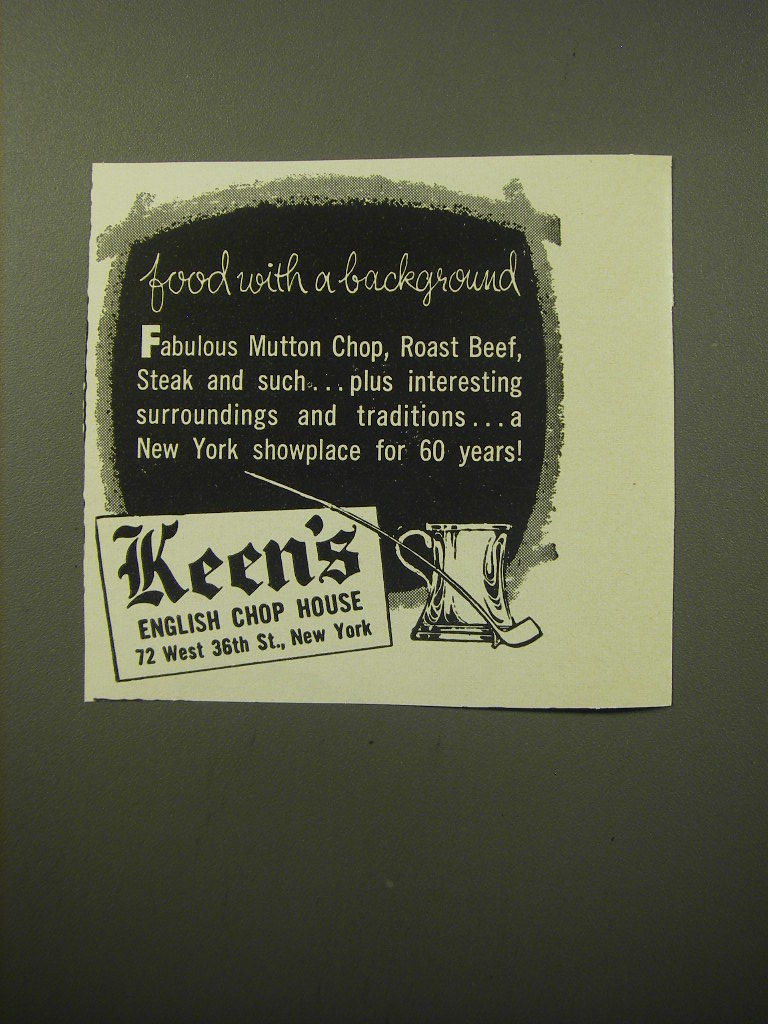 food with a background
Fabulous Mutton Chop, Roast Beef,
Steak and such...plus interesting
surroundings and traditions...a
New York showplace for 60 years!
Keen's
ENGLISH CHOP HOUSE
72 West 36th St., New York